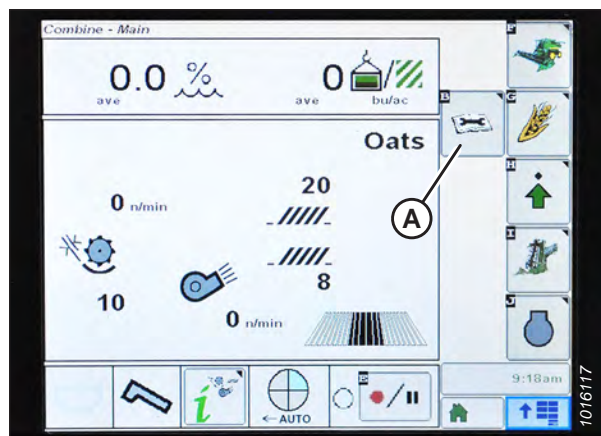 Combine - Main
0.0 %
ave
0
ave bu/ac
Oats
0 n/min
20
8
10
0 n/min
A
B
F
G
H
I
J
i
←AUTO
E
/II
9:18am
1016117